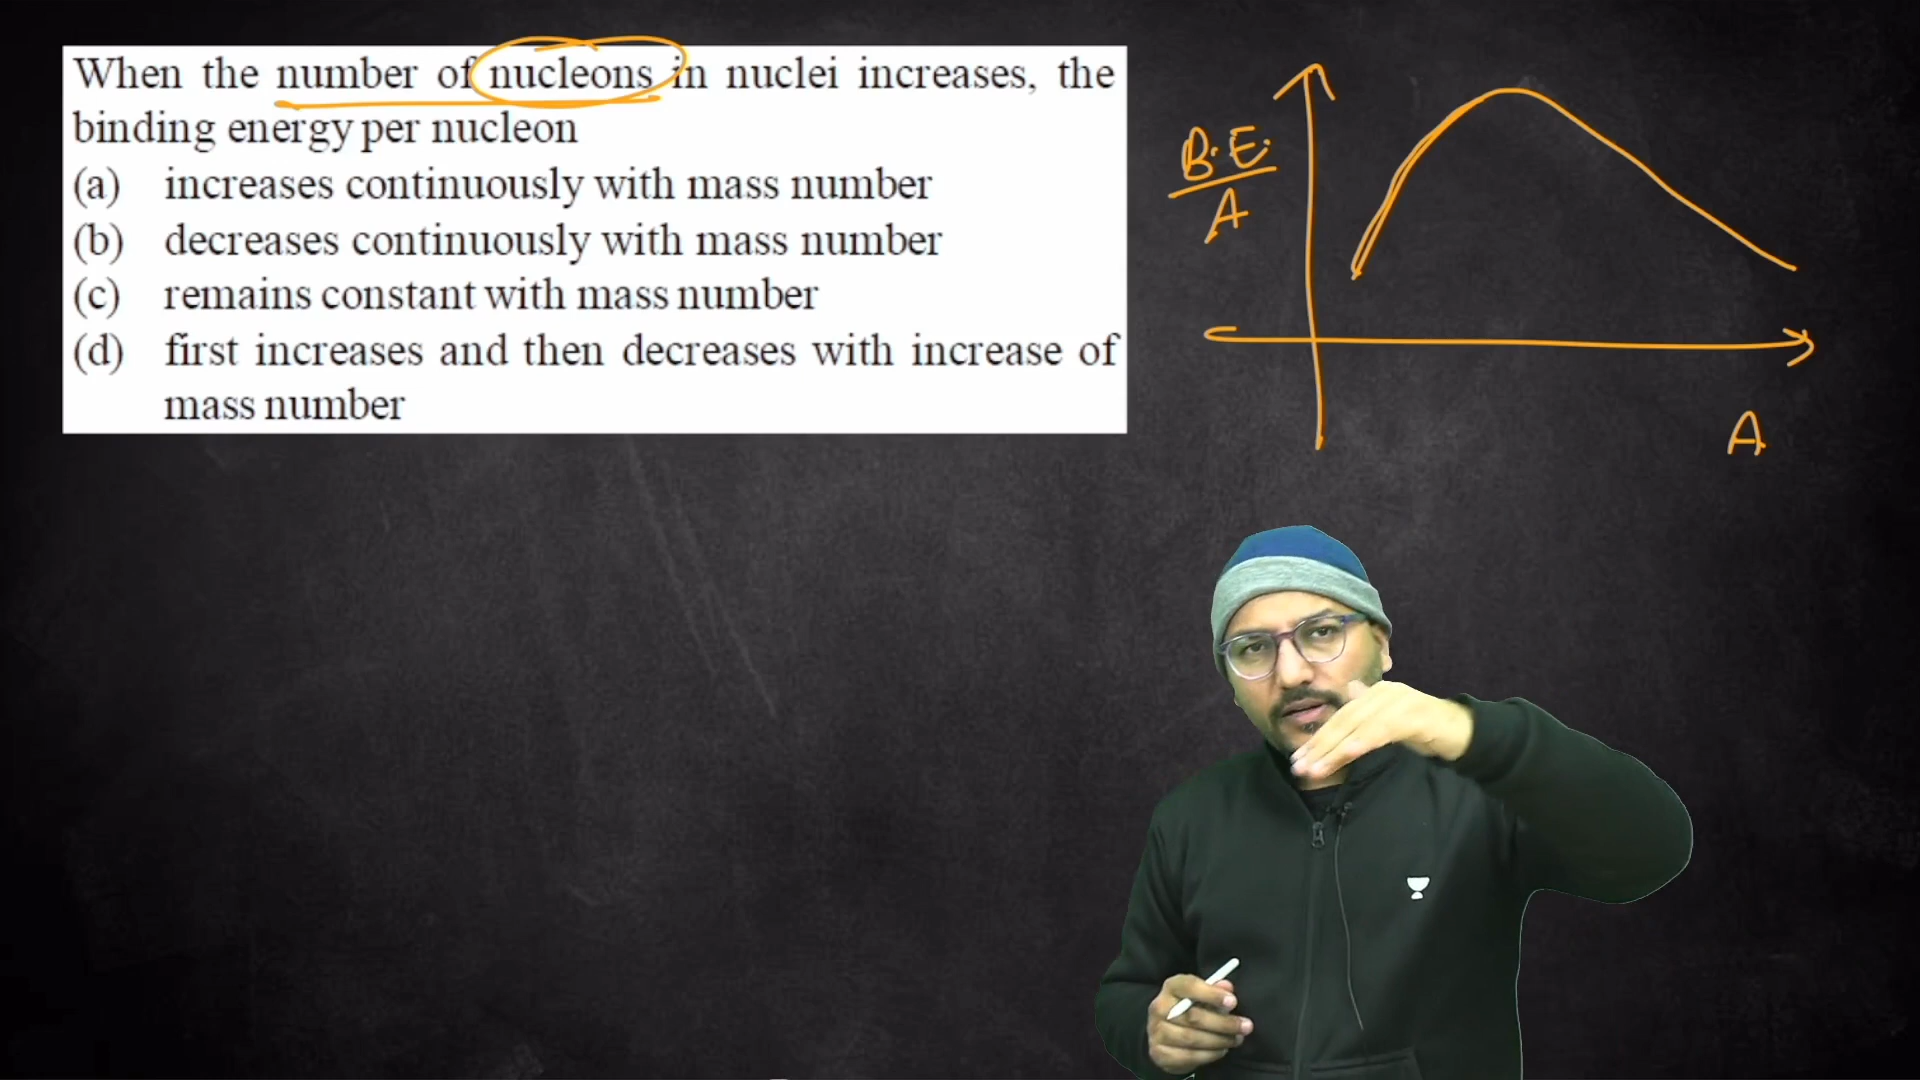 When the number of nucleons in nuclei increases, the
binding energy per nucleon
(a) increases continuously with mass number
(b) decreases continuously with mass number
(c) remains constant with mass number
(d) first increases and then decreases with increase of
mass number
B.E.
A
A